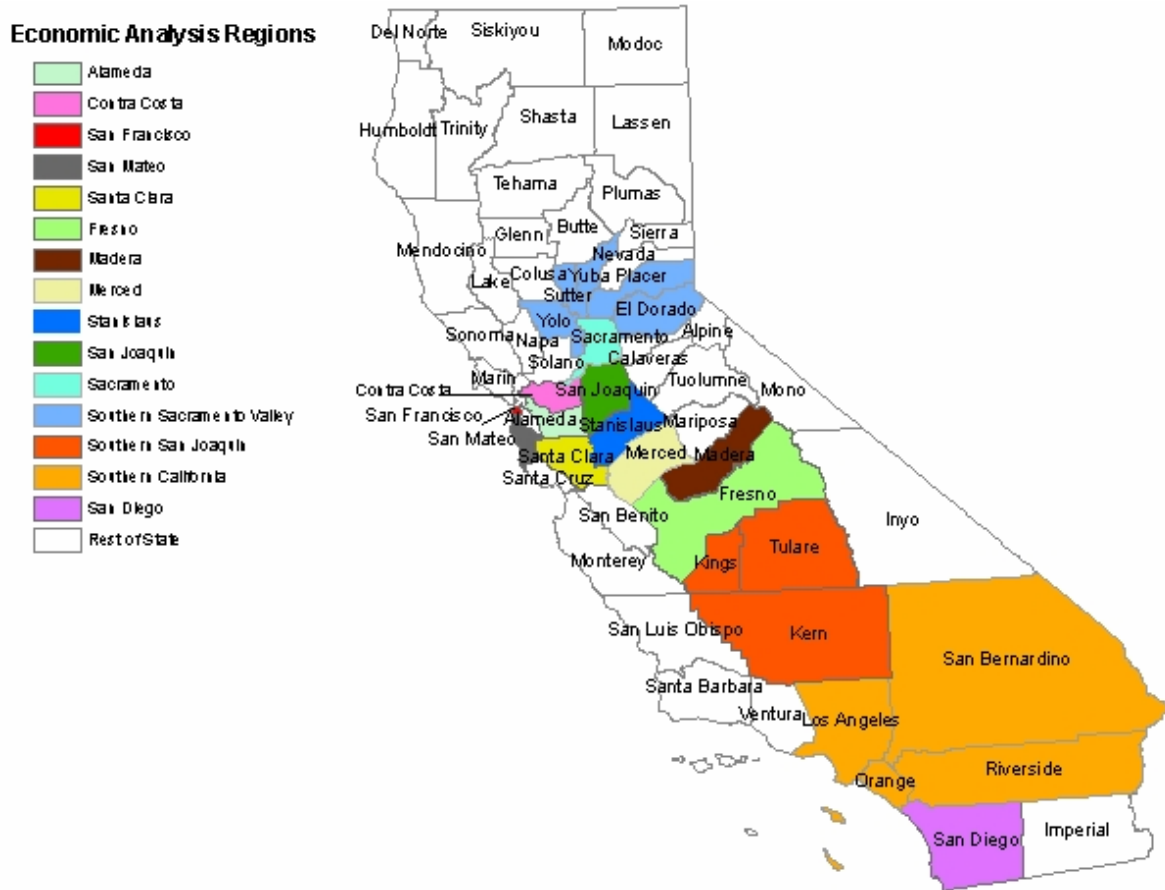 Economic Analysis Regions
Alameda
Contra Costa
San Francisco
San Mateo
Santa Clara
Fresno
Madera
Merced
Stanislaus
San Joaquin
Sacramento
Southern Sacramento Valley
Southern San Joaquin
Southern California
San Diego
Rest of State
Del Norte
Siskiyou
Modoc
Humboldt
Trinity
Shasta
Lassen
Tehama
Plumas
Butte
Glenn
Sierra
Mendocino
Nevada
Colusa
Yuba
Placer
Lake
Sutter
El Dorado
Yolo
Sonoma
Napa
Sacramento
Alpine
Solano
Calaveras
Marin
Tuolumne
Mono
Contra Costa
San Joaquin
San Francisco
Alameda
Stanislaus
Mariposa
San Mateo
Santa Clara
Merced
Madera
Santa Cruz
Fresno
San Benito
Inyo
Monterey
Kings
Tulare
San Luis Obispo
Kern
San Bernardino
Santa Barbara
Ventura
Los Angeles
Orange
Riverside
San Diego
Imperial